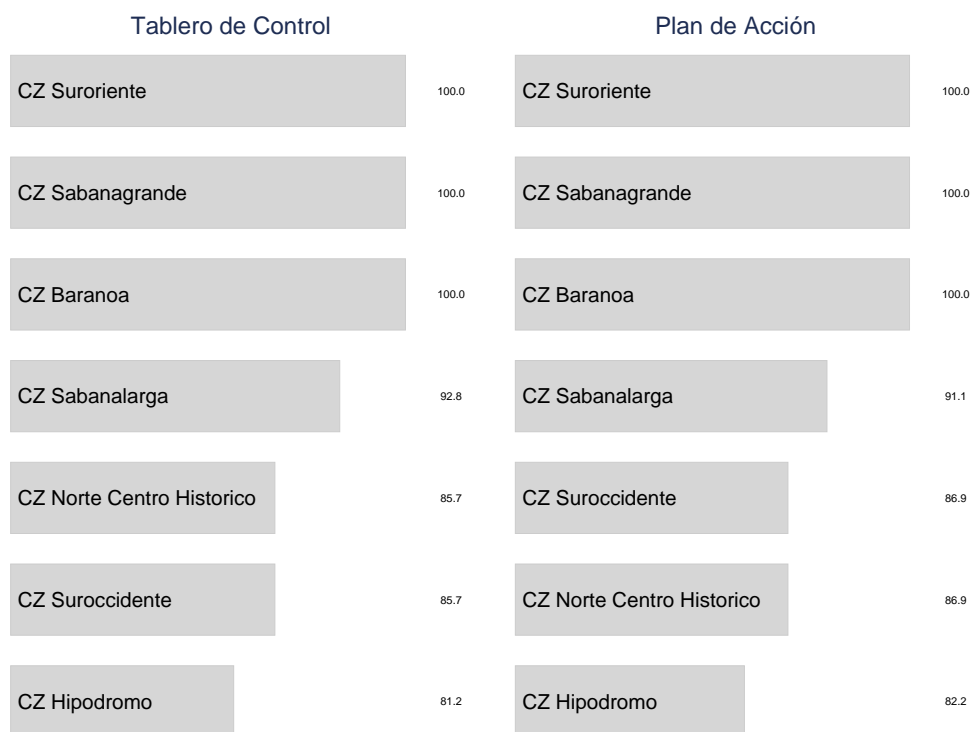 Tablero de Control
CZ Suroriente 100.0
CZ Sabanagrande 100.0
CZ Baranoa 100.0
CZ Sabanalarga 92.8
CZ Norte Centro Historico 85.7
CZ Suroccidente 85.7
CZ Hipodromo 81.2
Plan de Acción
CZ Suroriente 100.0
CZ Sabanagrande 100.0
CZ Baranoa 100.0
CZ Sabanalarga 91.1
CZ Suroccidente 86.9
CZ Norte Centro Historico 86.9
CZ Hipodromo 82.2